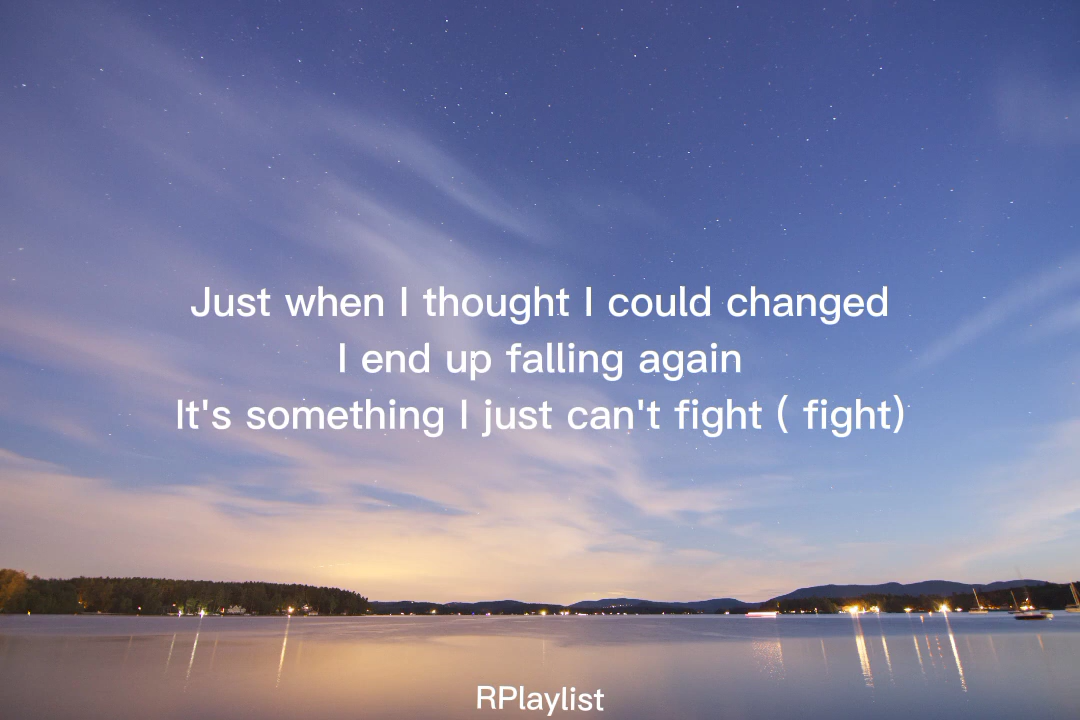 Just when I thought I could changed
I end up falling again
It's something I just can't fight ( fight)
RPlaylist